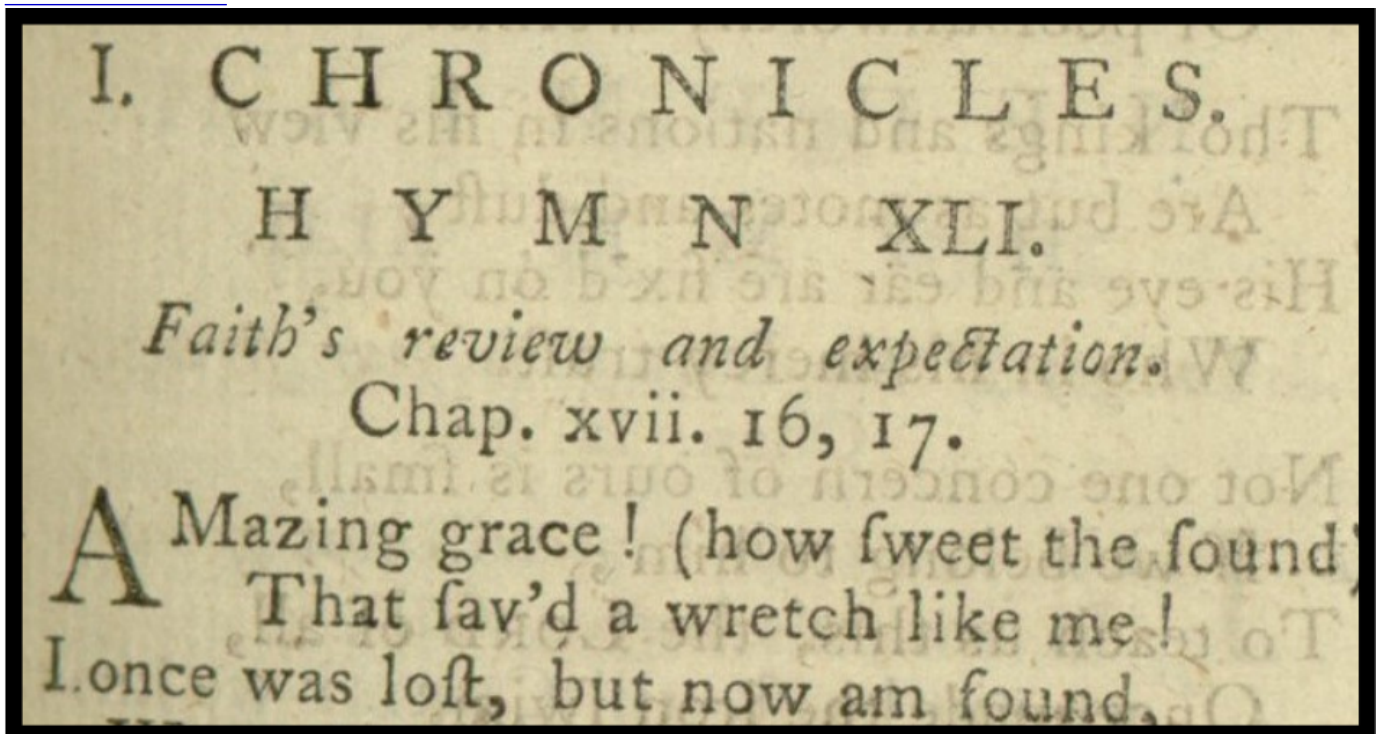 I. CHRONICLES.
HYMN XLI.
Faith's review and expectation.
Chap. xvii. 16, 17.
AMazing grace! (how ſweet the ſound)
That ſav'd a wretch like me!
I once was loſt, but now am found,